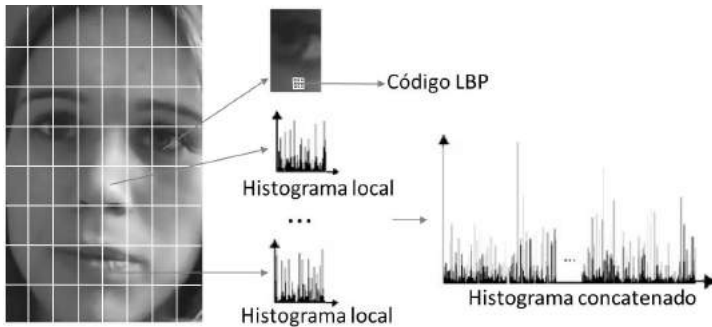 Código LBP
Histograma local
...
Histograma local
...
Histograma concatenado